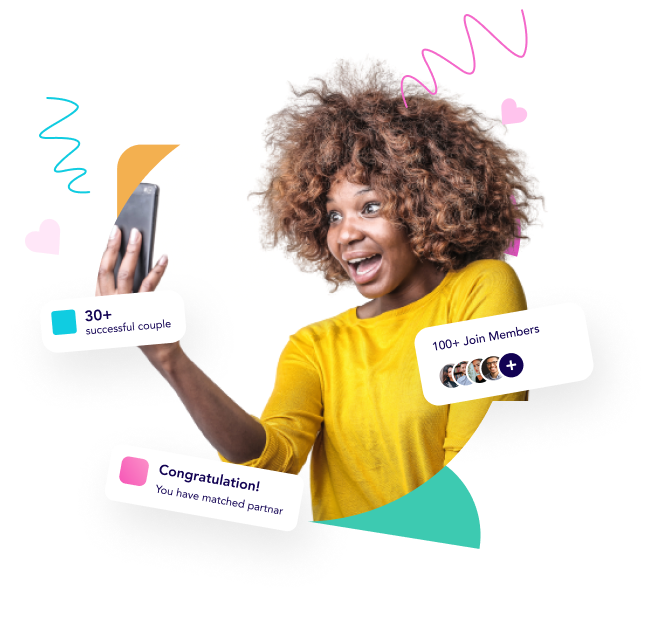 30+
successful couple
100+ Join Members
Congratulation!
You have matched partnar